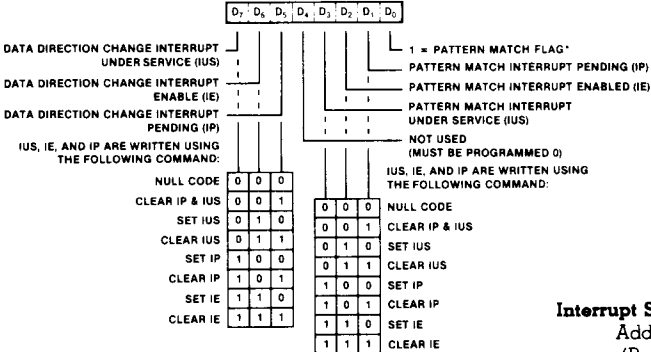 D7 D6 D5 D4 D3 D2 D1 D0
DATA DIRECTION CHANGE INTERRUPT
UNDER SERVICE (IUS)
DATA DIRECTION CHANGE INTERRUPT
ENABLE (IE)
DATA DIRECTION CHANGE INTERRUPT
PENDING (IP)
IUS, IE, AND IP ARE WRITTEN USING
THE FOLLOWING COMMAND:
NULL CODE 0 0 0
CLEAR IP & IUS 0 0 1
SET IUS 0 1 0
CLEAR IUS 0 1 1
SET IP 1 0 0
CLEAR IP 1 0 1
SET IE 1 1 0
CLEAR IE 1 1 1
1 = PATTERN MATCH FLAG*
PATTERN MATCH INTERRUPT PENDING (IP)
PATTERN MATCH INTERRUPT ENABLED (IE)
PATTERN MATCH INTERRUPT
UNDER SERVICE (IUS)
NOT USED
(MUST BE PROGRAMMED 0)
IUS, IE, AND IP ARE WRITTEN USING
THE FOLLOWING COMMAND:
0 0 0 NULL CODE
0 0 1 CLEAR IP & IUS
0 1 0 SET IUS
0 1 1 CLEAR IUS
1 0 0 SET IP
1 0 1 CLEAR IP
1 1 0 SET IE
1 1 1 CLEAR IE
Interrupt S
Add